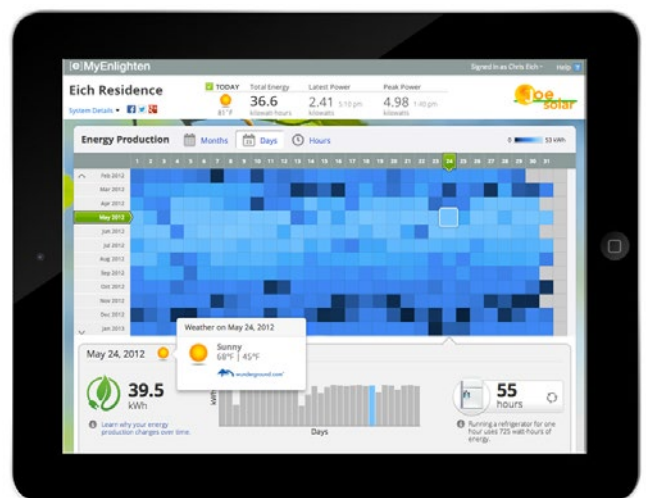 [e] MyEnlighten
Signed in as Chris Eich
Help ?
Eich Residence
System Details
TODAY
81°F
Total Energy
36.6
kilowatt-hours
Latest Power
2.41 5:10 pm
kilowatts
Peak Power
4.98 1:40 pm
kilowatts
Joe solar
Energy Production
Months
Days
Hours
0
53 kWh
1 2 3 4 5 6 7 8 9 10 11 12 13 14 15 16 17 18 19 20 21 22 23 24 25 26 27 28 29 30 31
Feb 2012
Mar 2012
Apr 2012
May 2012
Jun 2012
Jul 2012
Aug 2012
Sep 2012
Oct 2012
Nov 2012
Dec 2012
Jan 2013
Weather on May 24, 2012
Sunny
68°F | 45°F
wunderground.com
May 24, 2012
39.5
kWh
Learn why your energy
production changes over time.
kWh
Days
55
hours
Running a refrigerator for one
hour uses 725 watt-hours of
energy.